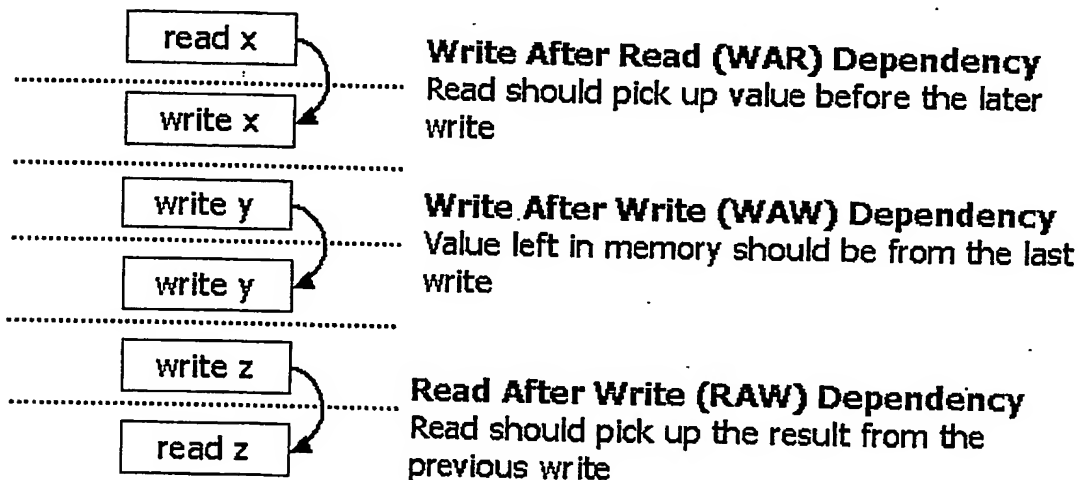 read x
Write After Read (WAR) Dependency
Read should pick up value before the later
write
write x
write y
Write After Write (WAW) Dependency
Value left in memory should be from the last
write
write y
write z
Read After Write (RAW) Dependency
Read should pick up the result from the
previous write
read z